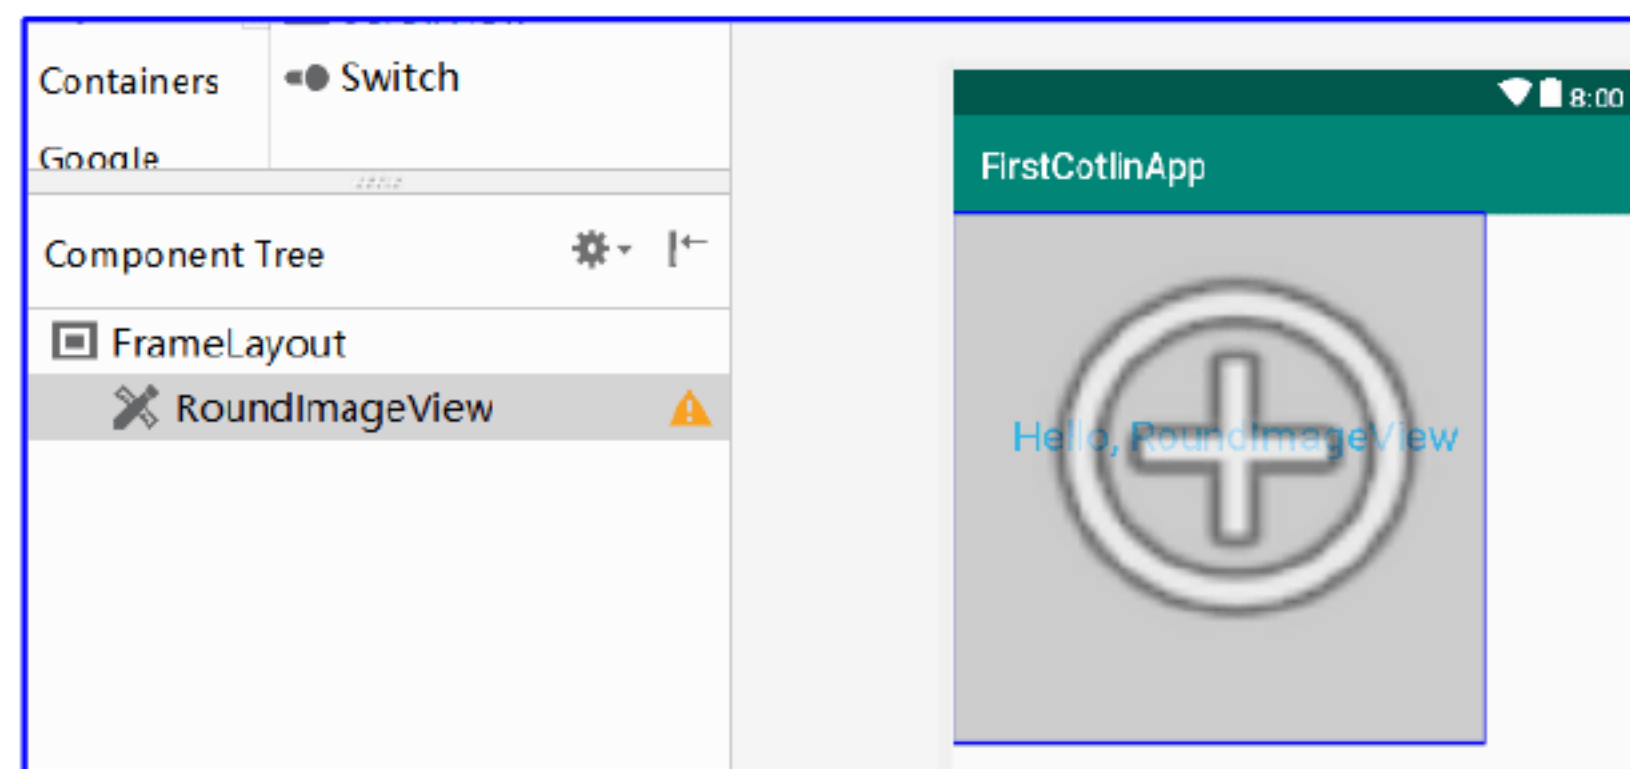 Containers
Switch
Google
Component Tree
FrameLayout
RoundImageView
8:00
FirstCotlinApp
Hello, RoundImageView